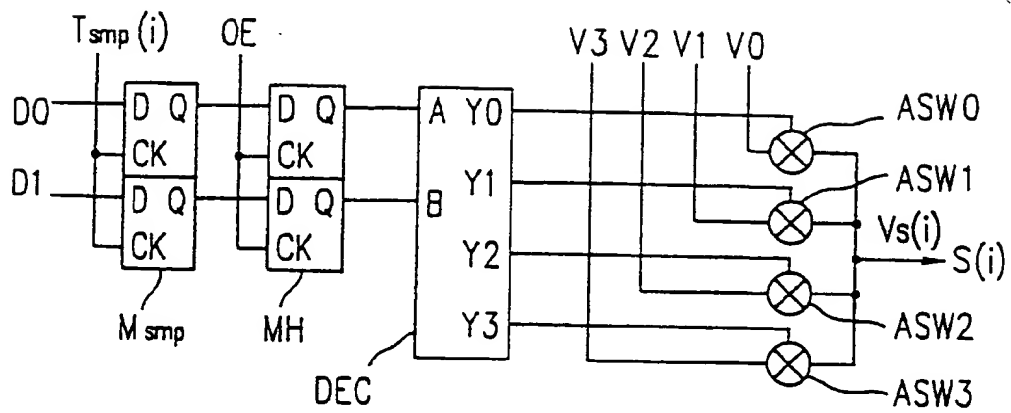 Tsmp(i) OE V3 V2 V1 V0
D0 D Q D Q A Y0 ASW0
CK CK
D1 D Q D Q B Y1 ASW1
CK CK Y2 Vs(i) S(i)
Msmp MH Y3 ASW2
DEC ASW3